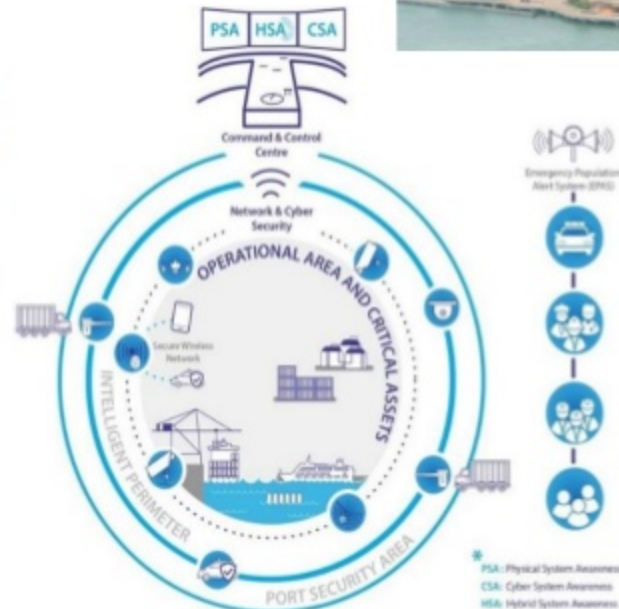 PSA HSA CSA
Command & Control
Centre
Network & Cyber
Security
OPERATIONAL AREA AND CRITICAL ASSETS
Secure Wireless
Network
INTELLIGENT PERIMETER
PORT SECURITY AREA
Emergency Population
Alert System (EPAS)
*
PSA: Physical System Awareness
CSA: Cyber System Awareness
HSA: Hybrid System Awareness